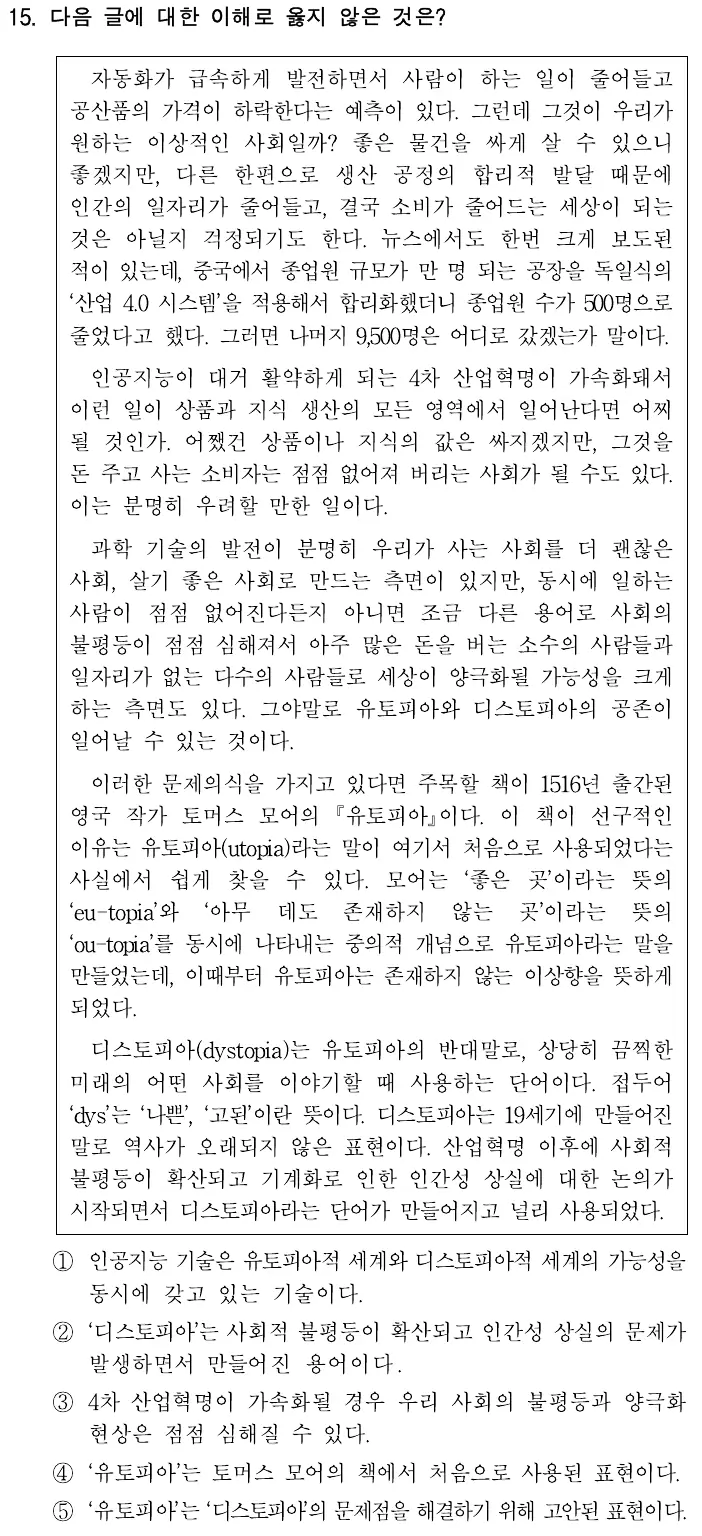 15. 다음 글에 대한 이해로 옳지 않은 것은?
자동화가 급속하게 발전하면서 사람이 하는 일이 줄어들고
공산품의 가격이 하락한다는 예측이 있다. 그런데 그것이 우리가
원하는 이상적인 사회일까? 좋은 물건을 싸게 살 수 있으니
좋겠지만, 다른 한편으로 생산 공정의 합리적 발달 때문에
인간의 일자리가 줄어들고, 결국 소비가 줄어드는 세상이 되는
것은 아닐지 걱정되기도 한다. 뉴스에서도 한번 크게 보도된
적이 있는데, 중국에서 종업원 규모가 만 명 되는 공장을 독일식의
‘산업 4.0 시스템’을 적용해서 합리화했더니 종업원 수가 500명으로
줄었다고 했다. 그러면 나머지 9,500명은 어디로 갔겠는가 말이다.
인공지능이 대거 활약하게 되는 4차 산업혁명이 가속화돼서
이런 일이 상품과 지식 생산의 모든 영역에서 일어난다면 어찌
될 것인가. 어쨌건 상품이나 지식의 값은 싸지겠지만, 그것을
돈 주고 사는 소비자는 점점 없어져 버리는 사회가 될 수도 있다.
이는 분명히 우려할 만한 일이다.
과학 기술의 발전이 분명히 우리가 사는 사회를 더 괜찮은
사회, 살기 좋은 사회로 만드는 측면이 있지만, 동시에 일하는
사람이 점점 없어진다든지 아니면 조금 다른 용어로 사회의
불평등이 점점 심해져서 아주 많은 돈을 버는 소수의 사람들과
일자리가 없는 다수의 사람들로 세상이 양극화될 가능성을 크게
하는 측면도 있다. 그야말로 유토피아와 디스토피아의 공존이
일어날 수 있는 것이다.
이러한 문제의식을 가지고 있다면 주목할 책이 1516년 출간된
영국 작가 토머스 모어의 『유토피아』이다. 이 책이 선구적인
이유는 유토피아(utopia)라는 말이 여기서 처음으로 사용되었다는
사실에서 쉽게 찾을 수 있다. 모어는 ‘좋은 곳’이라는 뜻의
‘eu-topia’와 ‘아무 데도 존재하지 않는 곳’이라는 뜻의
‘ou-topia’를 동시에 나타내는 중의적 개념으로 유토피아라는 말을
만들었는데, 이때부터 유토피아는 존재하지 않는 이상향을 뜻하게
되었다.
디스토피아(dystopia)는 유토피아의 반대말로, 상당히 끔찍한
미래의 어떤 사회를 이야기할 때 사용하는 단어이다. 접두어
‘dys’는 ‘나쁜’, ‘고된’이란 뜻이다. 디스토피아는 19세기에 만들어진
말로 역사가 오래되지 않은 표현이다. 산업혁명 이후에 사회적
불평등이 확산되고 기계화로 인한 인간성 상실에 대한 논의가
시작되면서 디스토피아라는 단어가 만들어지고 널리 사용되었다.
① 인공지능 기술은 유토피아적 세계와 디스토피아적 세계의 가능성을
동시에 갖고 있는 기술이다.
② ‘디스토피아’는 사회적 불평등이 확산되고 인간성 상실의 문제가
발생하면서 만들어진 용어이다.
③ 4차 산업혁명이 가속화될 경우 우리 사회의 불평등과 양극화
현상은 점점 심해질 수 있다.
④ ‘유토피아’는 토머스 모어의 책에서 처음으로 사용된 표현이다.
⑤ ‘유토피아’는 ‘디스토피아’의 문제점을 해결하기 위해 고안된 표현이다.